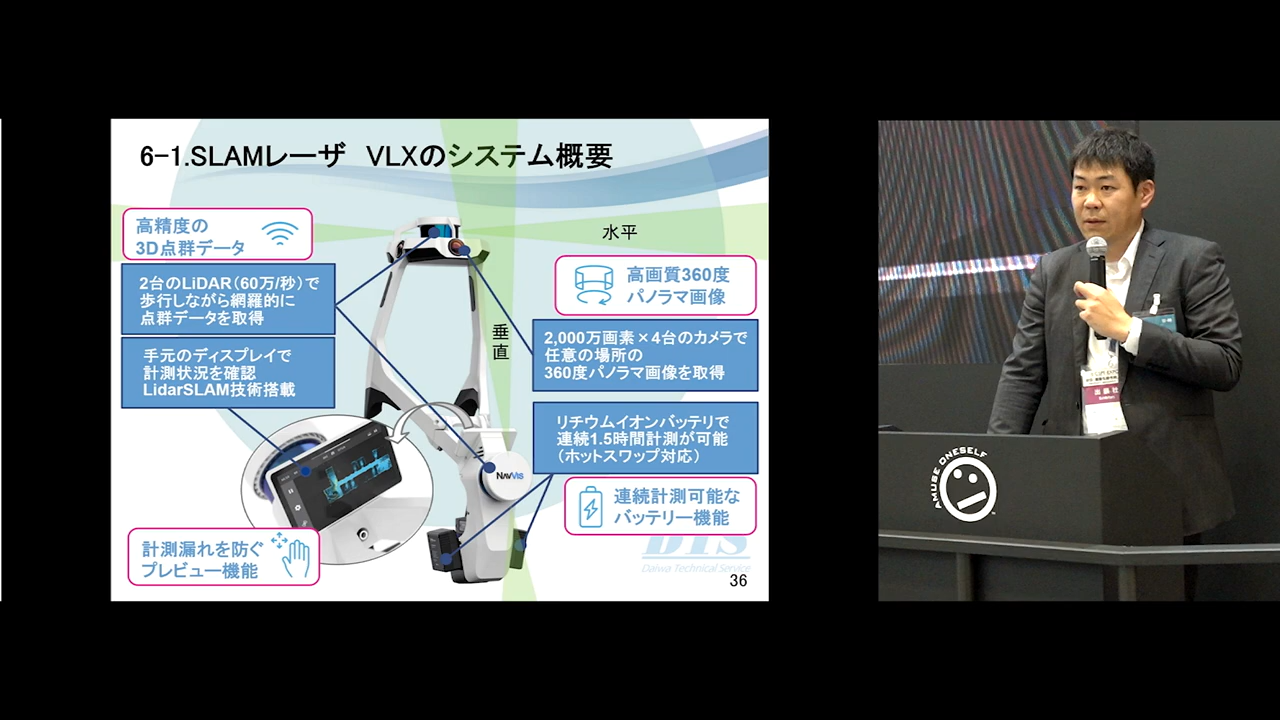 6-1.SLAMレーザ　VLXのシステム概要
高精度の
3D点群データ
2台のLiDAR（60万/秒）で
歩行しながら網羅的に
点群データを取得
手元のディスプレイで
計測状況を確認
LidarSLAM技術搭載
計測漏れを防ぐ
プレビュー機能
水平
垂直
高画質360度
パノラマ画像
2,000万画素×4台のカメラで
任意の場所の
360度パノラマ画像を取得
リチウムイオンバッテリで
連続1.5時間計測が可能
（ホットスワップ対応）
連続計測可能な
バッテリー機能
NAVVIS
DTS
Daiwa Technical Service
36
AMUSE ONESELF